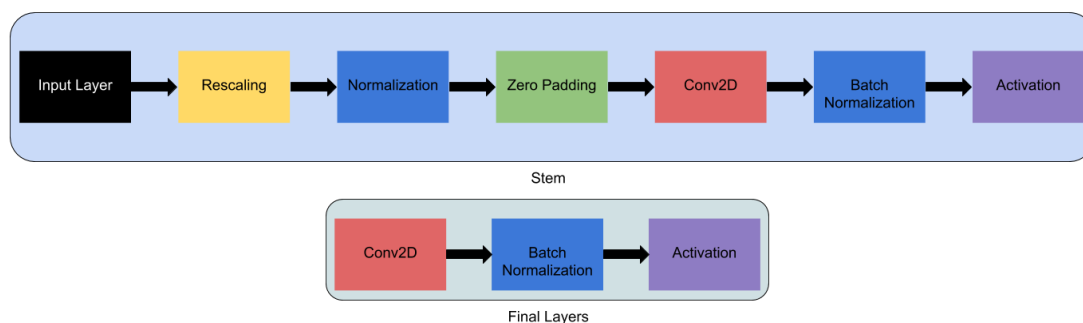 Input Layer
Rescaling
Normalization
Zero Padding
Conv2D
Batch
Normalization
Activation
Stem
Conv2D
Batch
Normalization
Activation
Final Layers